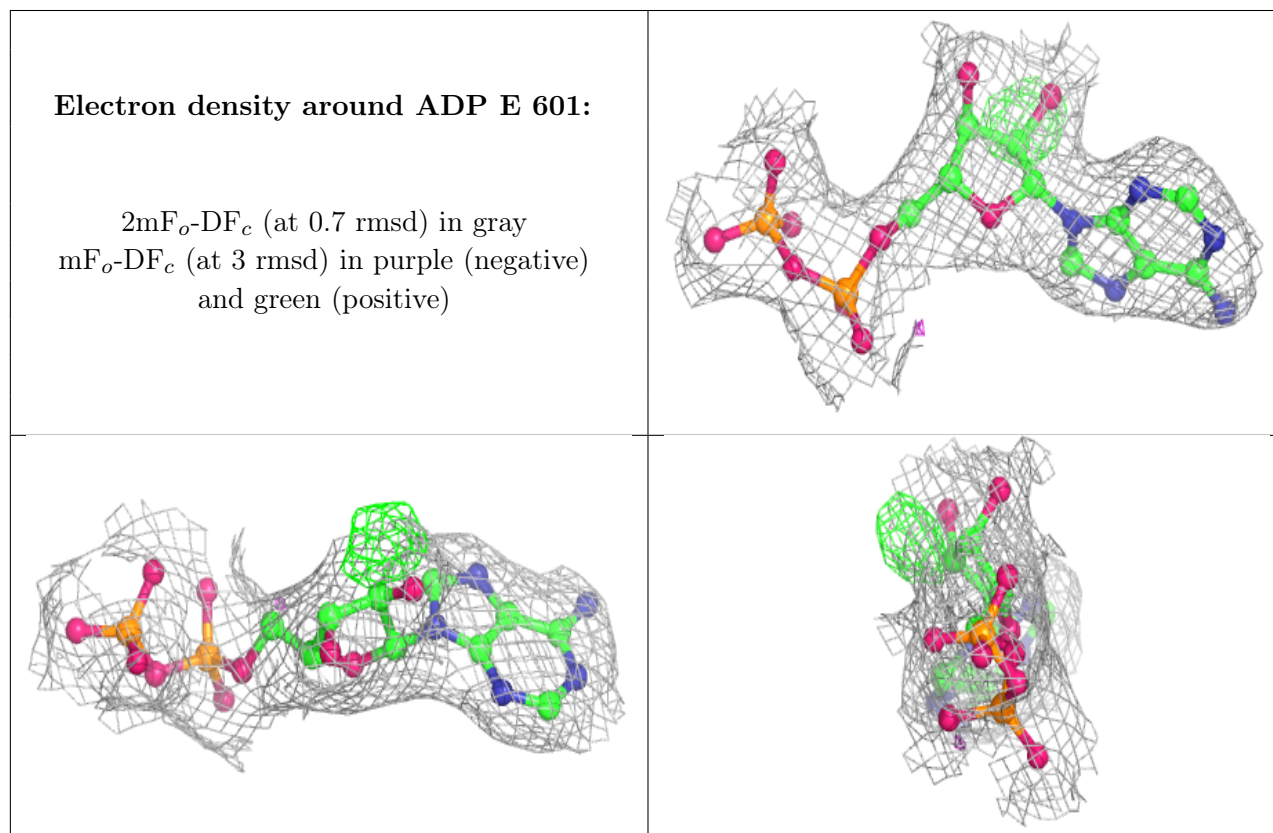 Electron density around ADP E 601:
2mFo-DFc (at 0.7 rmsd) in gray
mFo-DFc (at 3 rmsd) in purple (negative)
and green (positive)